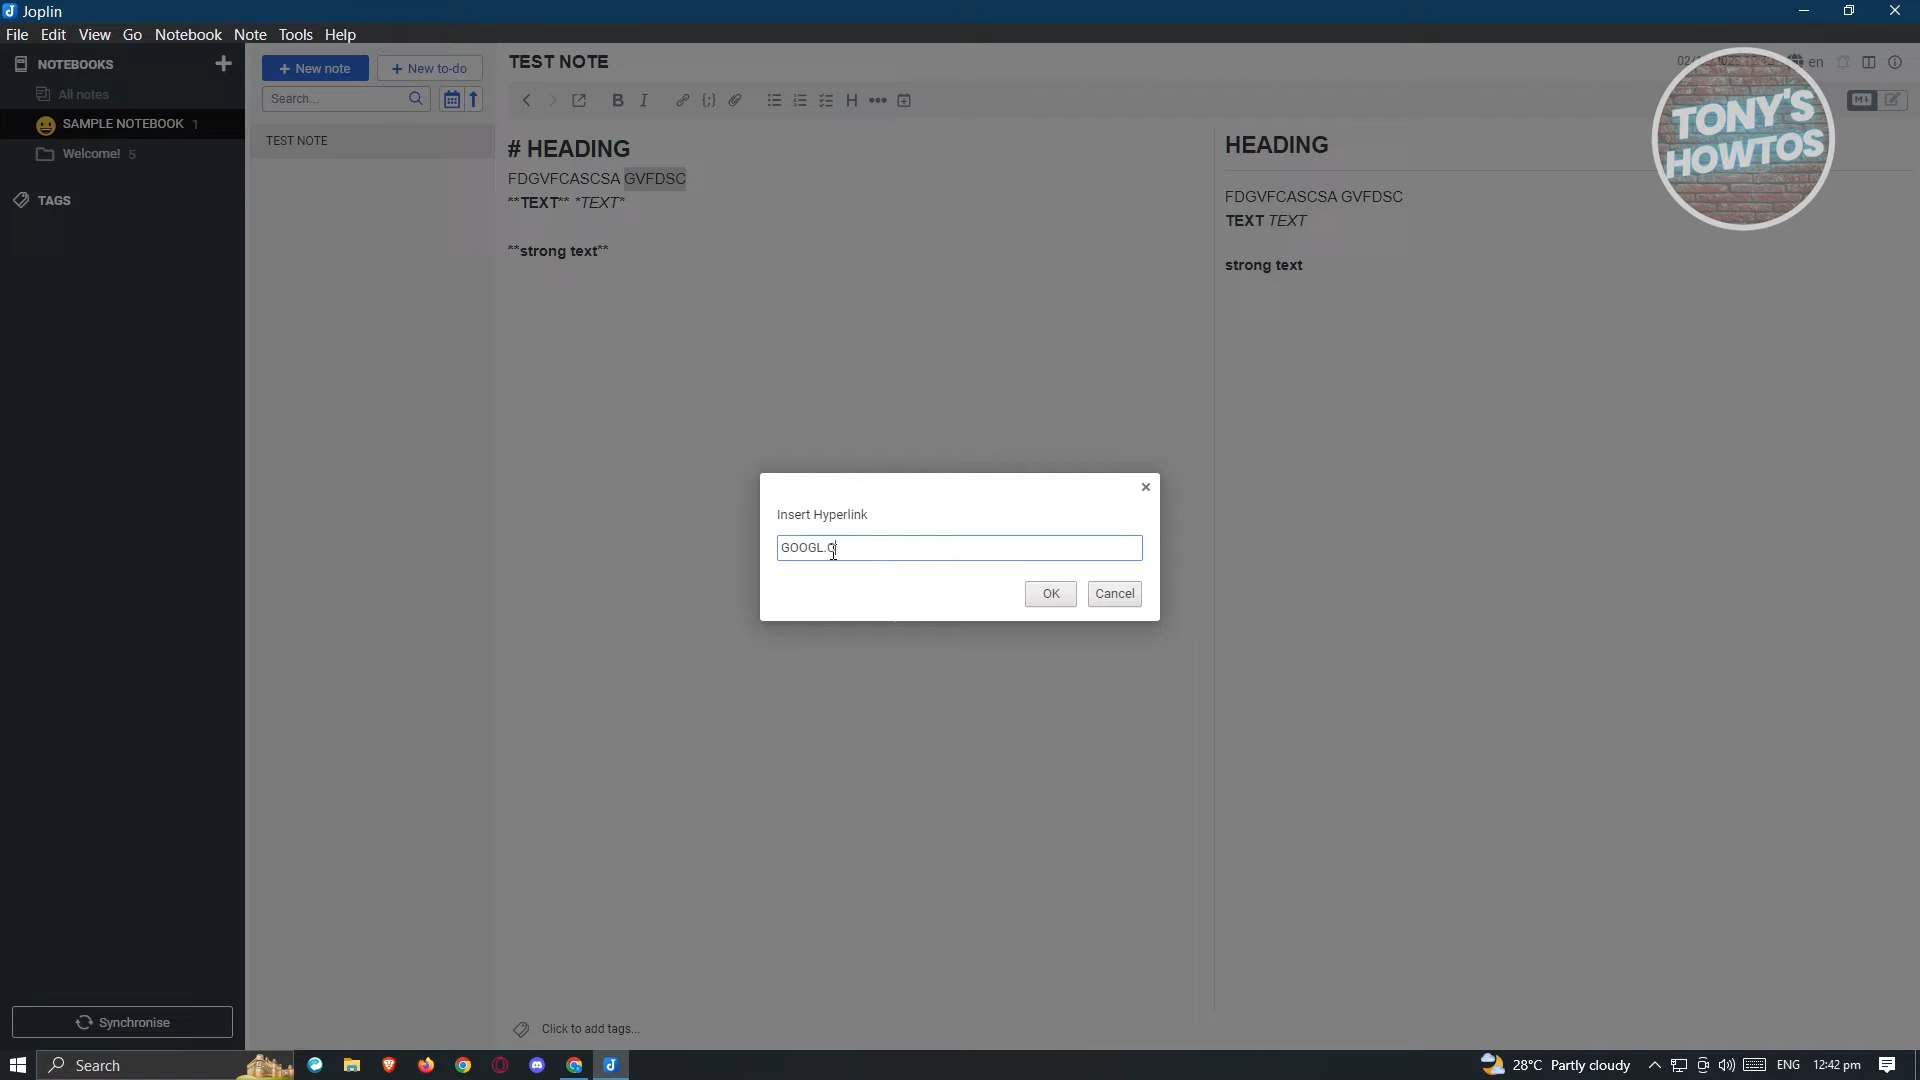 Joplin
File Edit View Go Notebook Note Tools Help
NOTEBOOKS
All notes
SAMPLE NOTEBOOK 1
Welcome! 5
TAGS
Synchronise
+ New note
+ New to-do
Search...
TEST NOTE
TEST NOTE
en
# HEADING
FDGVFCASCSA GVFDSC
**TEXT** *TEXT*
**strong text**
HEADING
FDGVFCASCSA GVFDSC
TEXT TEXT
strong text
TONY'S
HOWTOS
Insert Hyperlink
GOOGL.
OK Cancel
Click to add tags...
Search
28°C Partly cloudy
ENG
12:42 pm